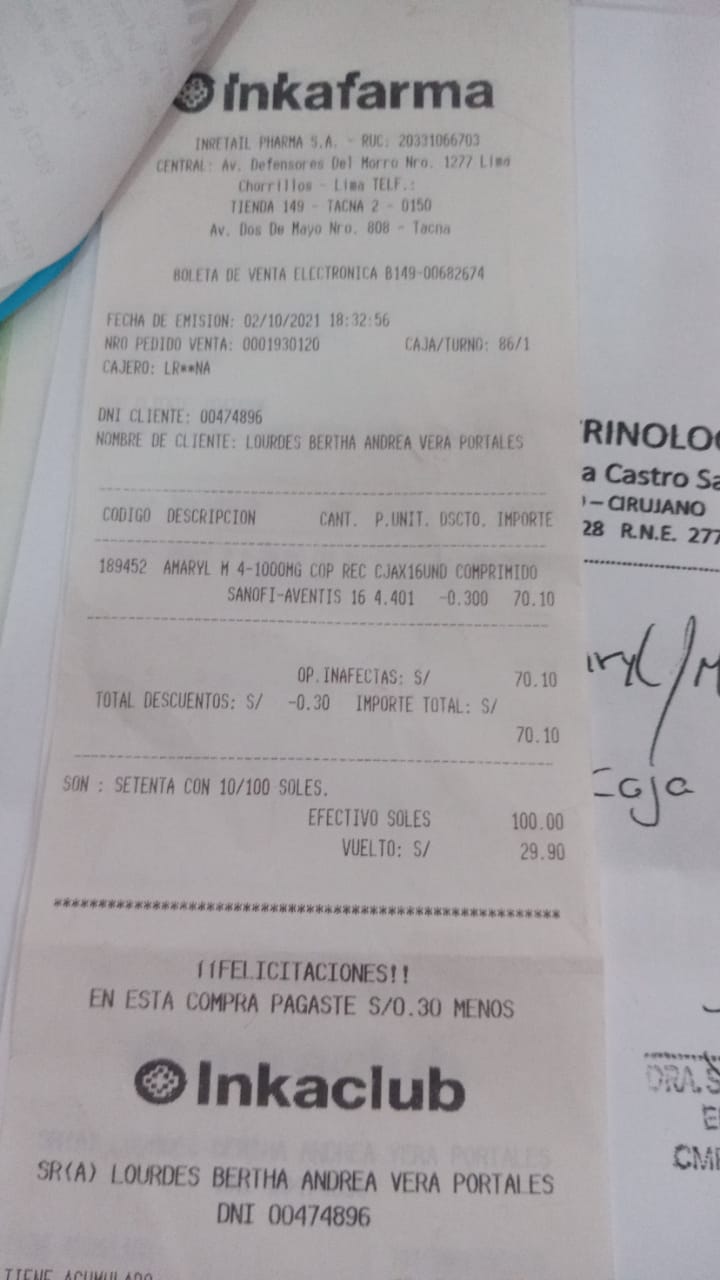 Inkafarma
INRETAIL PHARMA S.A. - RUC: 20331066703
CENTRAL: Av. Defensores Del Morro Nro. 1277 Lima
Chorrillos - Lima TELF.:
TIENDA 149 - TACNA 2 - 0150
Av. Dos De Mayo Nro. 808 - Tacna
BOLETA DE VENTA ELECTRONICA B149-00682674
FECHA DE EMISION: 02/10/2021 18:32:56
NRO PEDIDO VENTA: 0001930120 CAJA/TURNO: 86/1
CAJERO: LR**NA
DNI CLIENTE: 00474896
NOMBRE DE CLIENTE: LOURDES BERTHA ANDREA VERA PORTALES
CODIGO DESCRIPCION CANT. P.UNIT. DSCTO. IMPORTE
189452 AMARYL M 4-1000MG COP REC CJAX16UND COMPRIMIDO
SANOFI-AVENTIS 16 4.401 -0.300 70.10
OP.INAFECTAS: S/ 70.10
TOTAL DESCUENTOS: S/ -0.30 IMPORTE TOTAL: S/
70.10
SON : SETENTA CON 10/100 SOLES.
EFECTIVO SOLES 100.00
VUELTO: S/ 29.90
****************************************************************
¡¡FELICITACIONES!!
EN ESTA COMPRA PAGASTE S/0.30 MENOS
Inkaclub
SR(A) LOURDES BERTHA ANDREA VERA PORTALES
DNI 00474896
TIENE ACUMULADO
RINOLOG
a Castro Sa
– CIRUJANO
28 R.N.E. 277
ryl/M
Caja
DRA. S
E
CMP